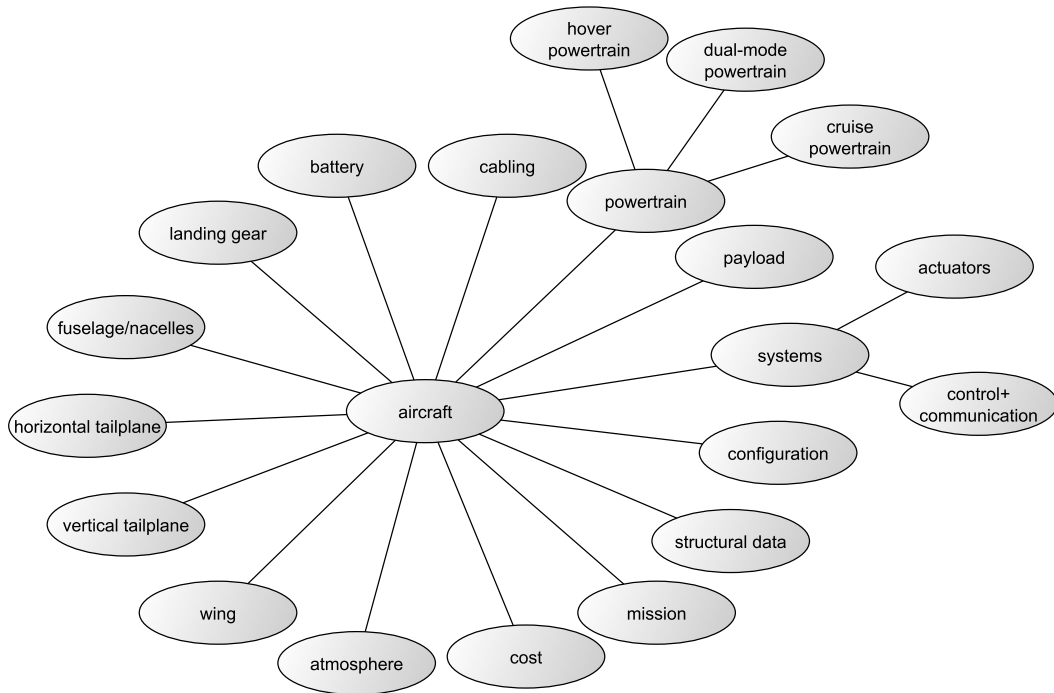 hover
powertrain
dual-mode
powertrain
cruise
powertrain
battery
cabling
powertrain
landing gear
payload
actuators
fuselage/nacelles
systems
control+
communication
aircraft
horizontal tailplane
configuration
vertical tailplane
structural data
wing
mission
atmosphere
cost